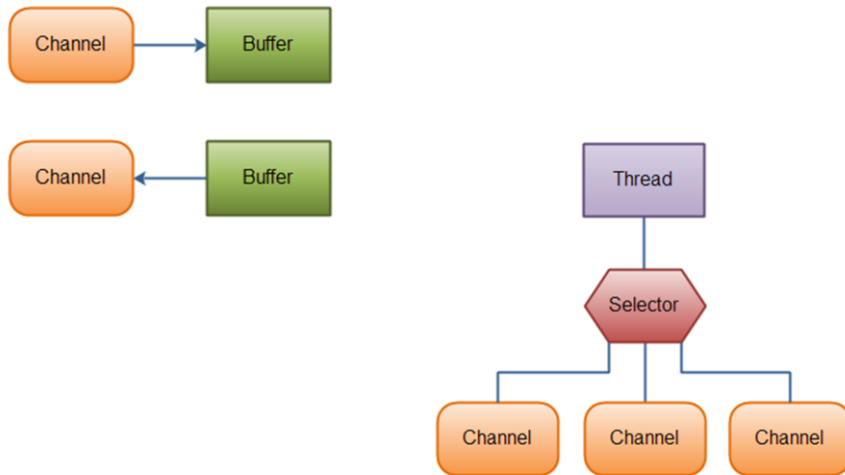 Channel
Buffer
Channel
Buffer
Thread
Selector
Channel
Channel
Channel